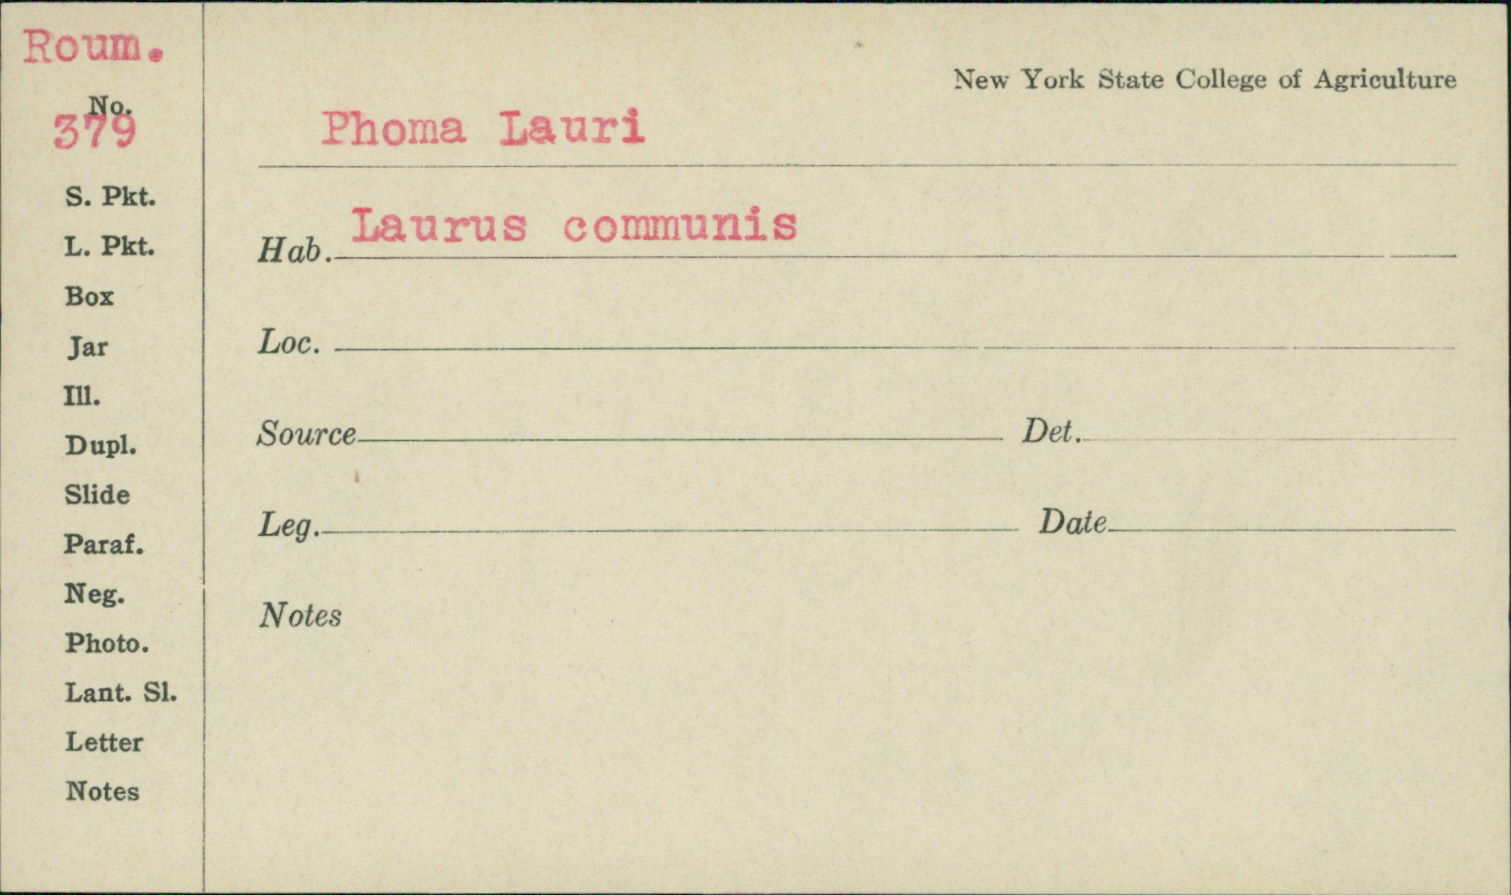 Roum.
No.
379
S. Pkt.
L. Pkt.
Box
Jar
Ill.
Dupl.
Slide
Paraf.
Neg.
Photo.
Lant. Sl.
Letter
Notes
New York State College of Agriculture
Phoma Lauri
Hab. Laurus communis
Loc.
Source Det.
Leg. Date
Notes